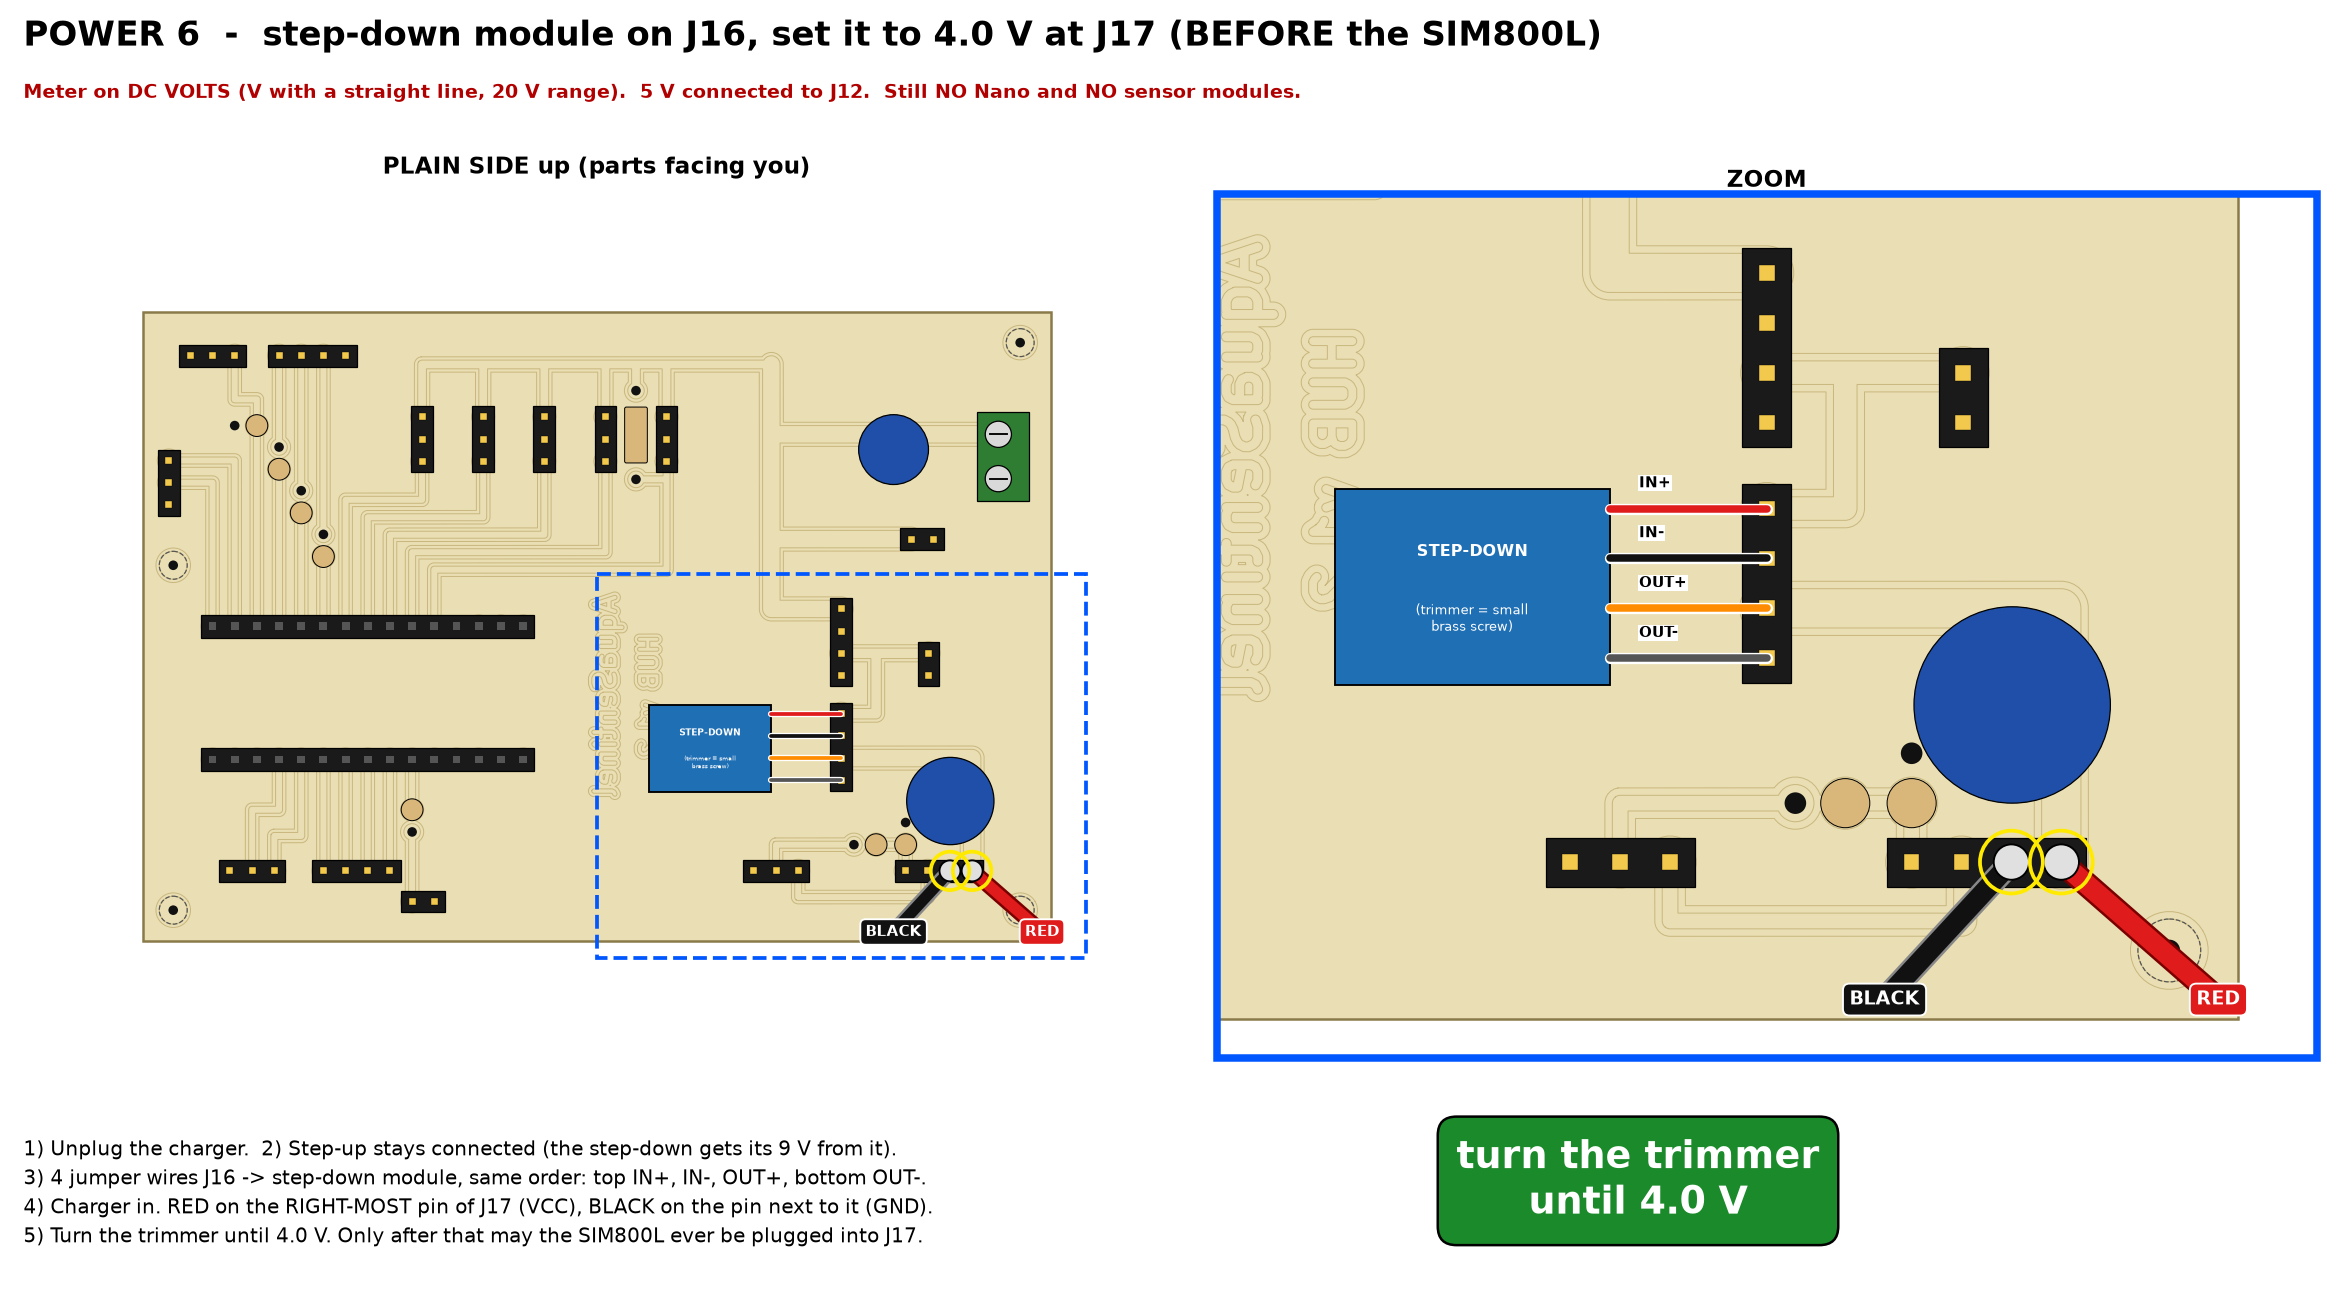 POWER 6  -  step-down module on J16, set it to 4.0 V at J17 (BEFORE the SIM800L)
Meter on DC VOLTS (V with a straight line, 20 V range).  5 V connected to J12.  Still NO Nano and NO sensor modules.
PLAIN SIDE up (parts facing you)
STEP-DOWN
(trimmer = small
brass screw)
BLACK
RED
ZOOM
HUB
IN+
IN-
OUT+
OUT-
STEP-DOWN
(trimmer = small
brass screw)
BLACK
RED
1) Unplug the charger.  2) Step-up stays connected (the step-down gets its 9 V from it).
3) 4 jumper wires J16 -> step-down module, same order: top IN+, IN-, OUT+, bottom OUT-.
4) Charger in. RED on the RIGHT-MOST pin of J17 (VCC), BLACK on the pin next to it (GND).
5) Turn the trimmer until 4.0 V. Only after that may the SIM800L ever be plugged into J17.
turn the trimmer
until 4.0 V